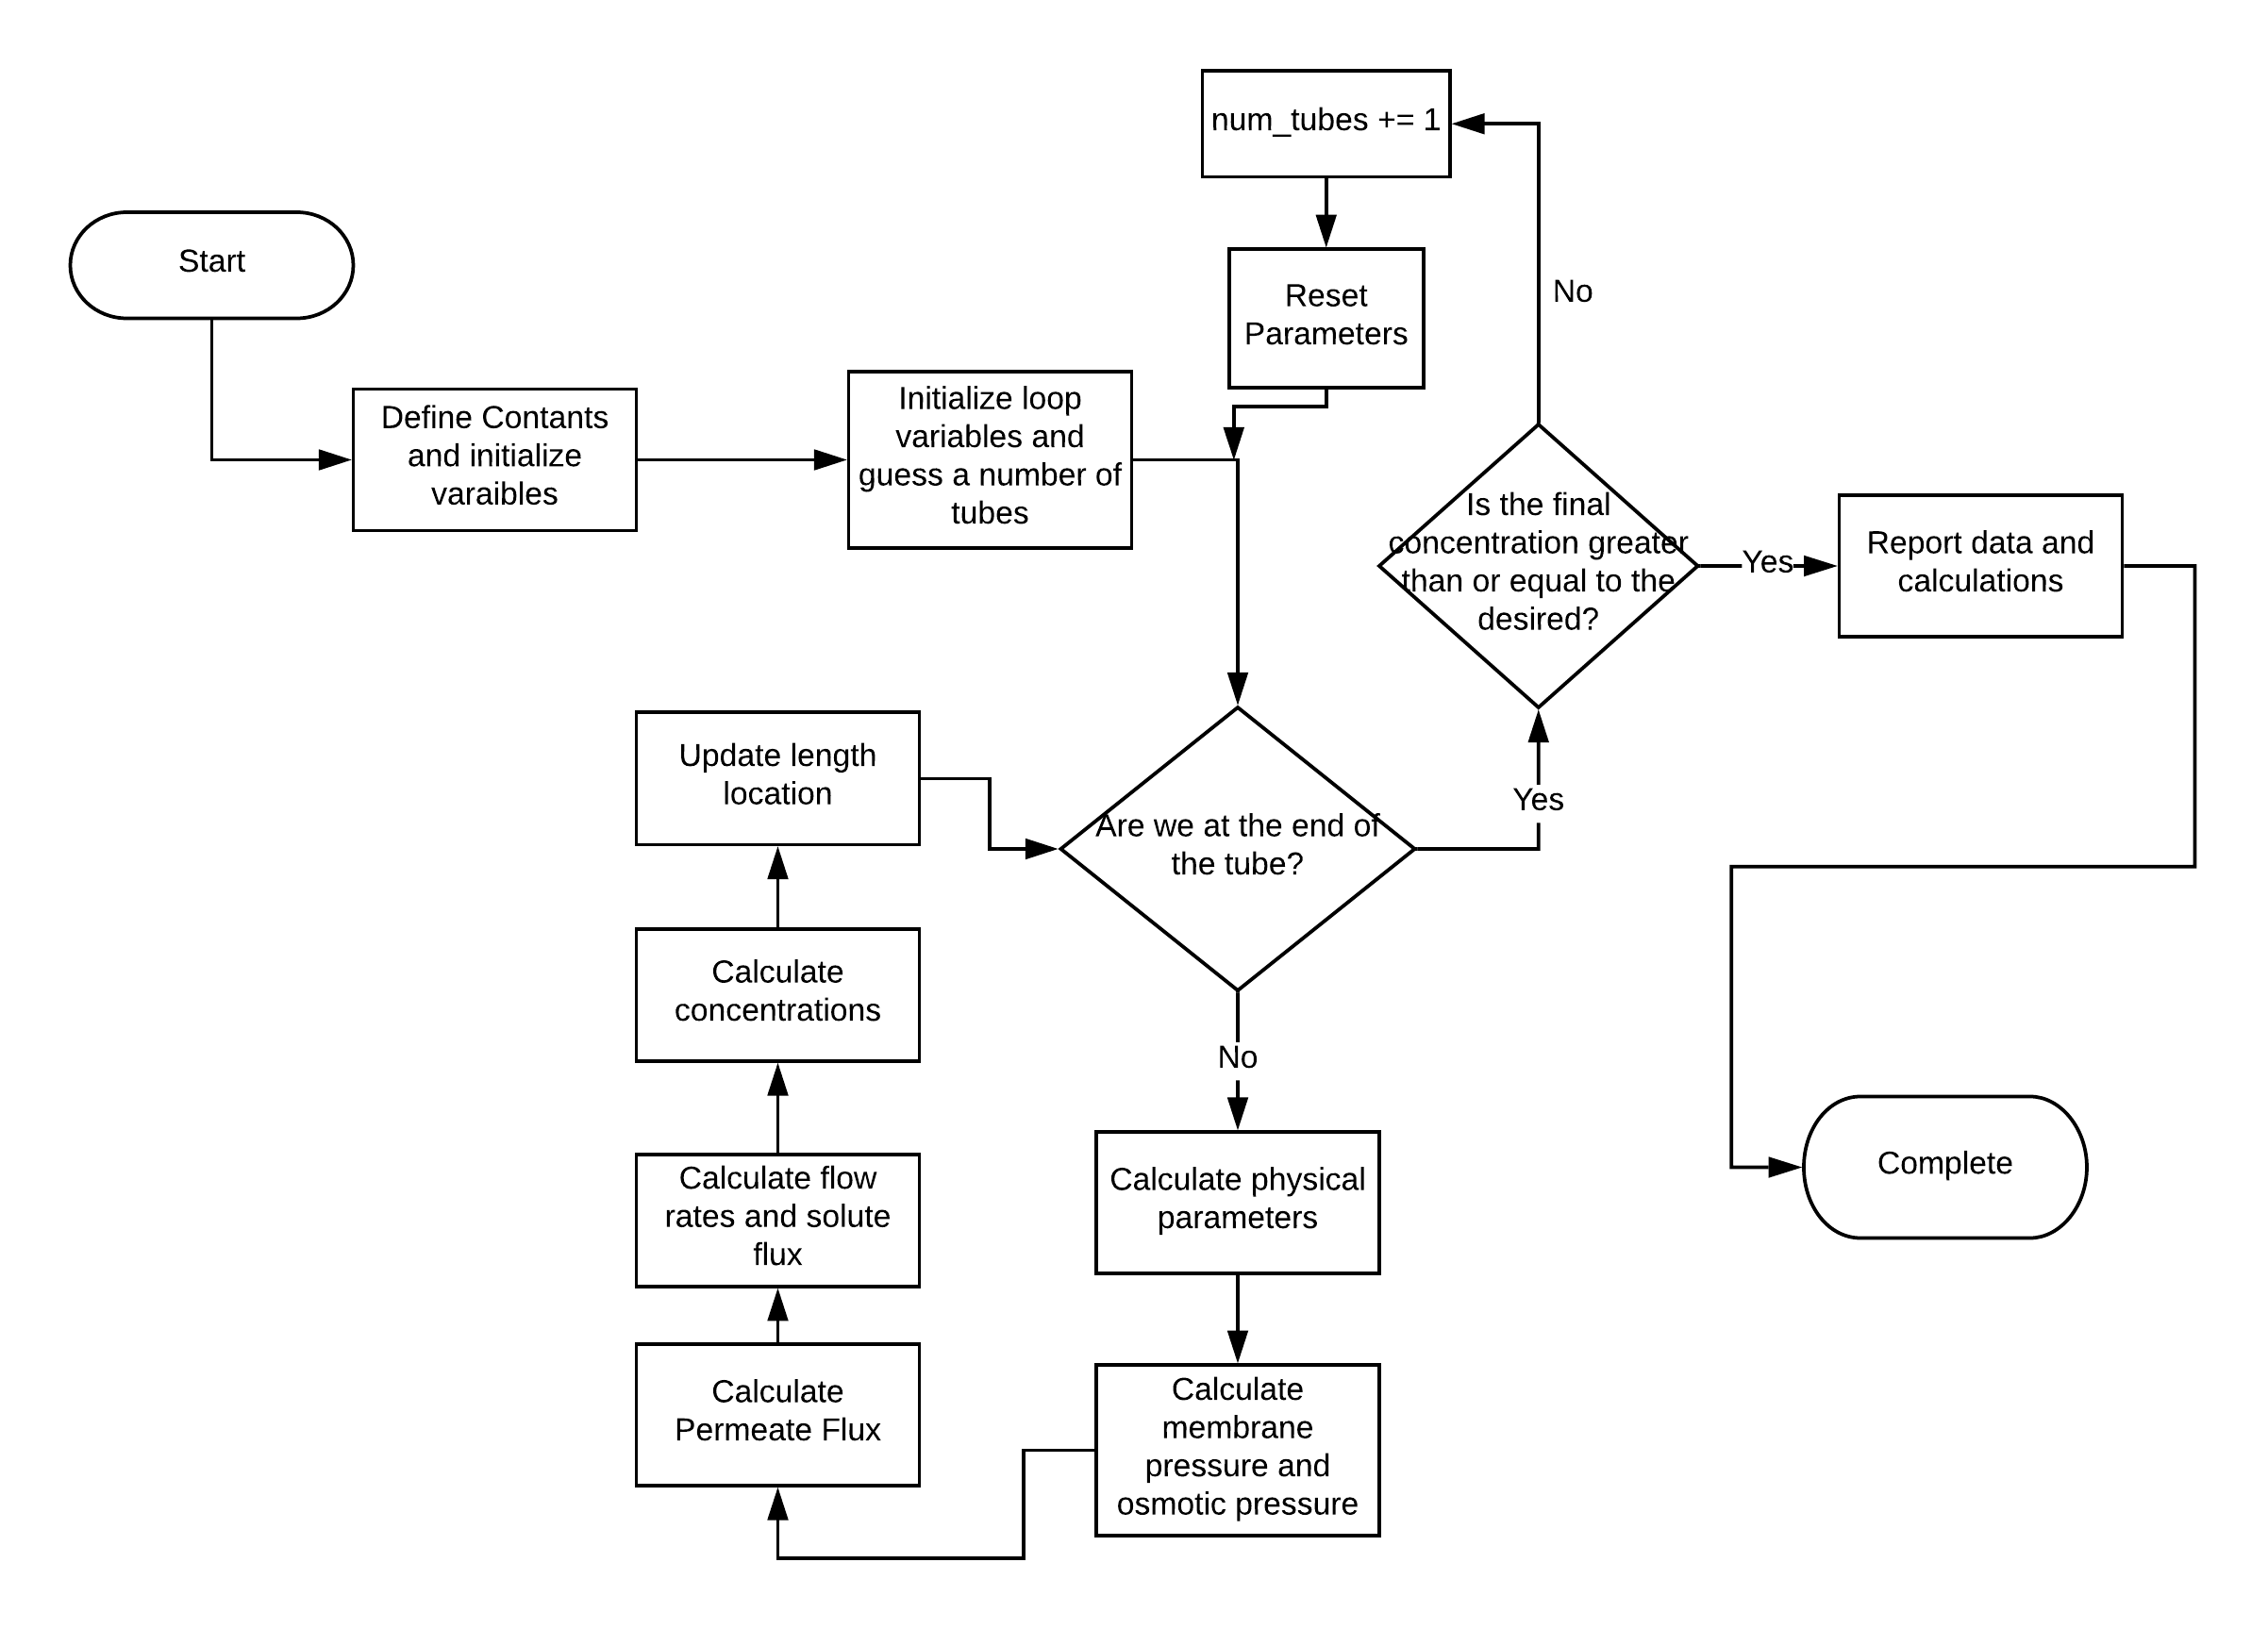 num_tubes += 1
Start
Reset
Parameters
No
Define Contants
and initialize
varaibles
Initialize loop
variables and
guess a number of
tubes
Is the final
concentration greater
than or equal to the
desired?
Yes
Report data and
calculations
Update length
location
Are we at the end of
the tube?
Yes
Calculate
concentrations
No
Calculate physical
parameters
Complete
Calculate flow
rates and solute
flux
Calculate
Permeate Flux
Calculate
membrane
pressure and
osmotic pressure